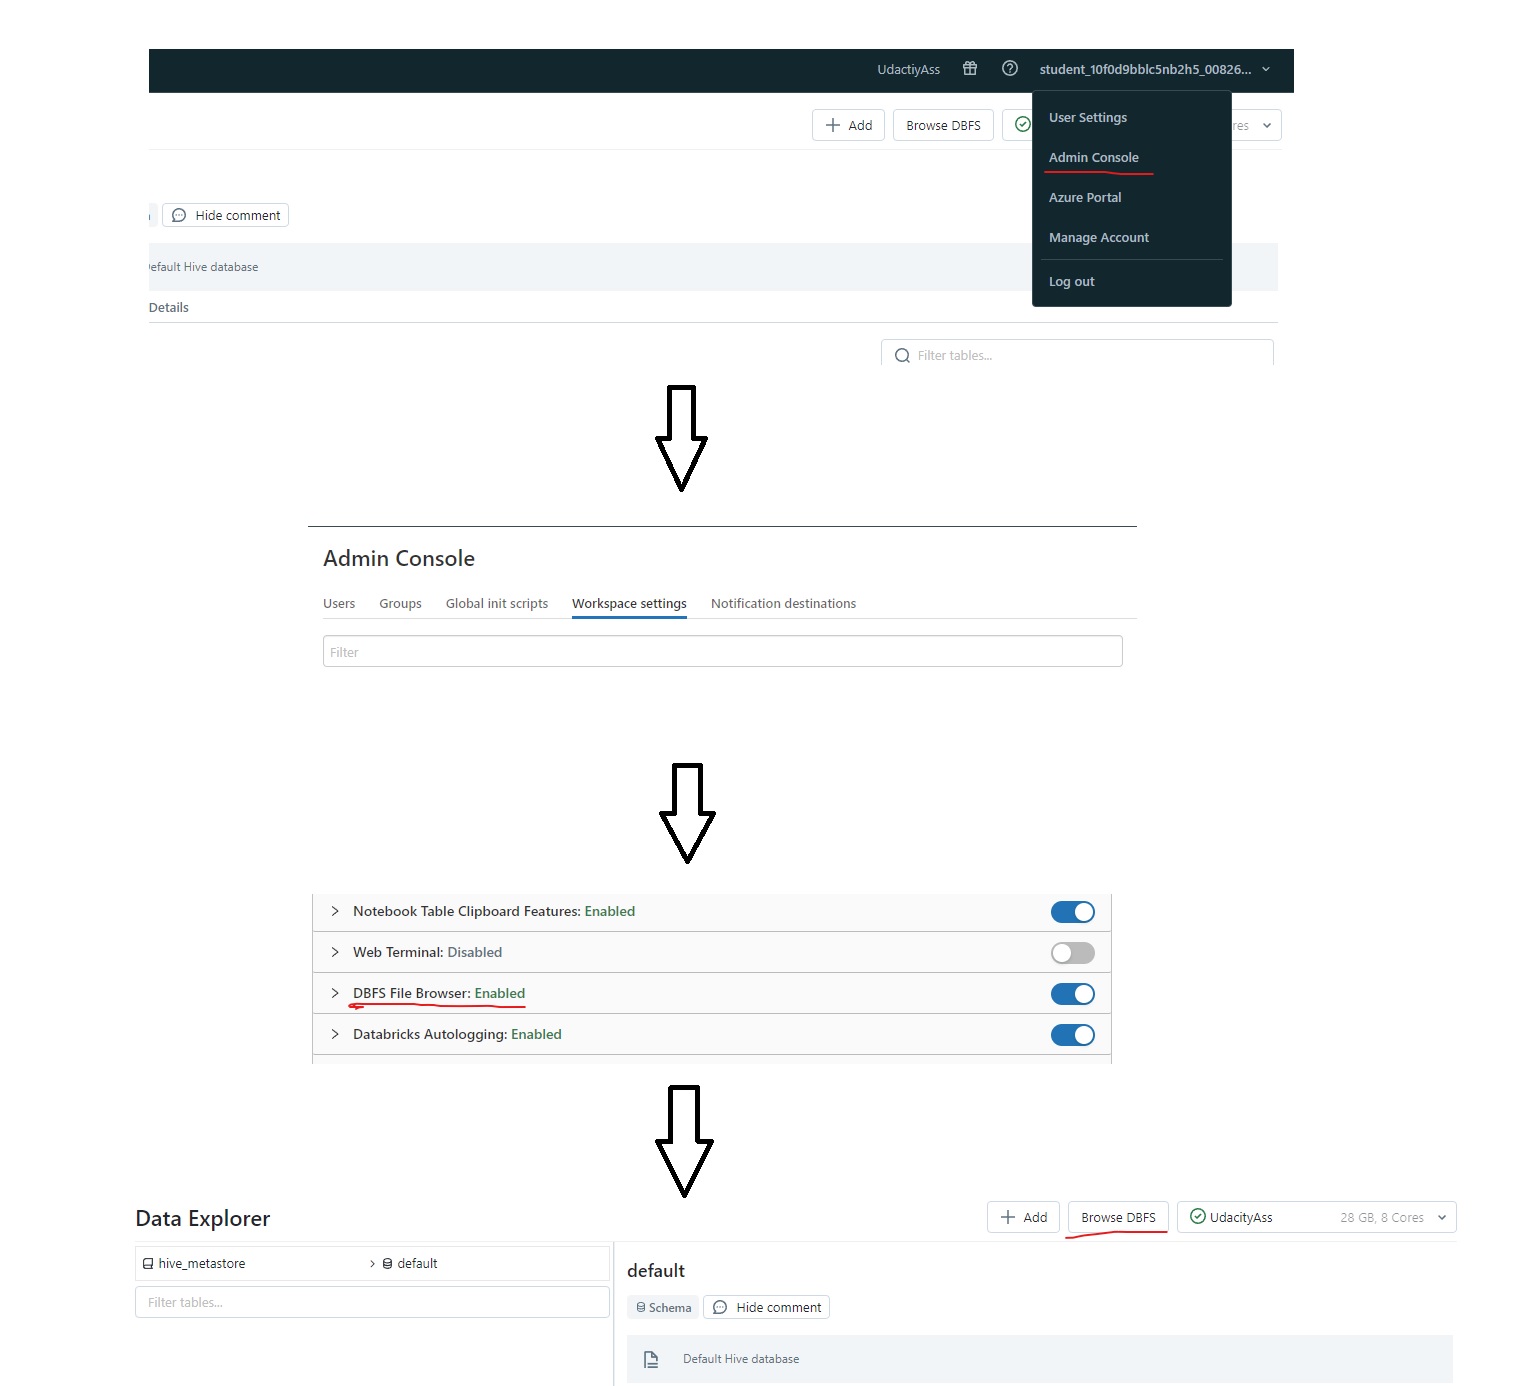 UdactiyAss student_10f0d9bblc5nb2h5_00826...
Add Browse DBFS res
User Settings
Admin Console
Azure Portal
Manage Account
Log out
Hide comment
Default Hive database
Details
Filter tables...
Admin Console
Users Groups Global init scripts Workspace settings Notification destinations
Filter
Notebook Table Clipboard Features: Enabled
Web Terminal: Disabled
DBFS File Browser: Enabled
Databricks Autologging: Enabled
Data Explorer
Add Browse DBFS UdacityAss 28 GB, 8 Cores
hive_metastore > default
Filter tables...
default
Schema Hide comment
Default Hive database